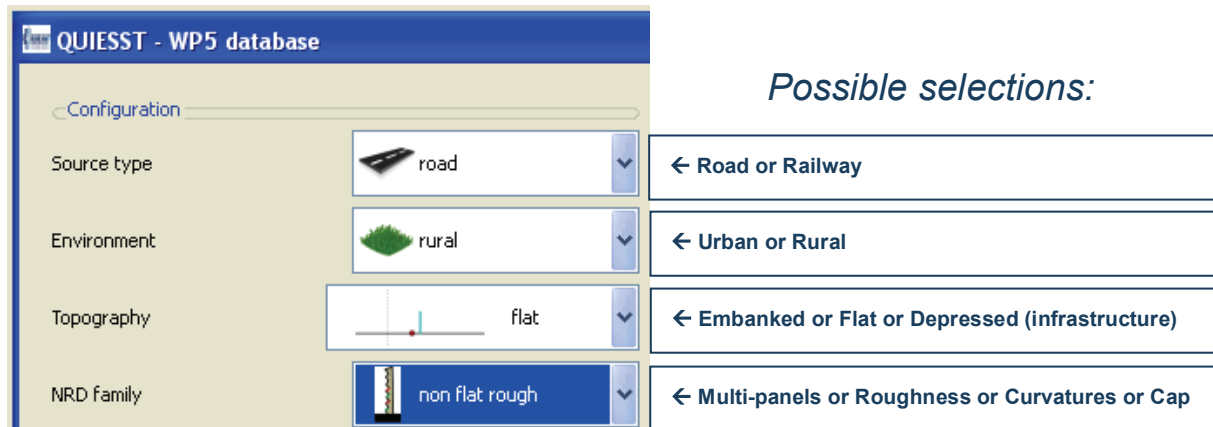 QUIESST - WP5 database
Possible selections:
Configuration
Source type road ← Road or Railway
Environment rural ← Urban or Rural
Topography flat ← Embanked or Flat or Depressed (infrastructure)
NRD family non flat rough ← Multi-panels or Roughness or Curvatures or Cap